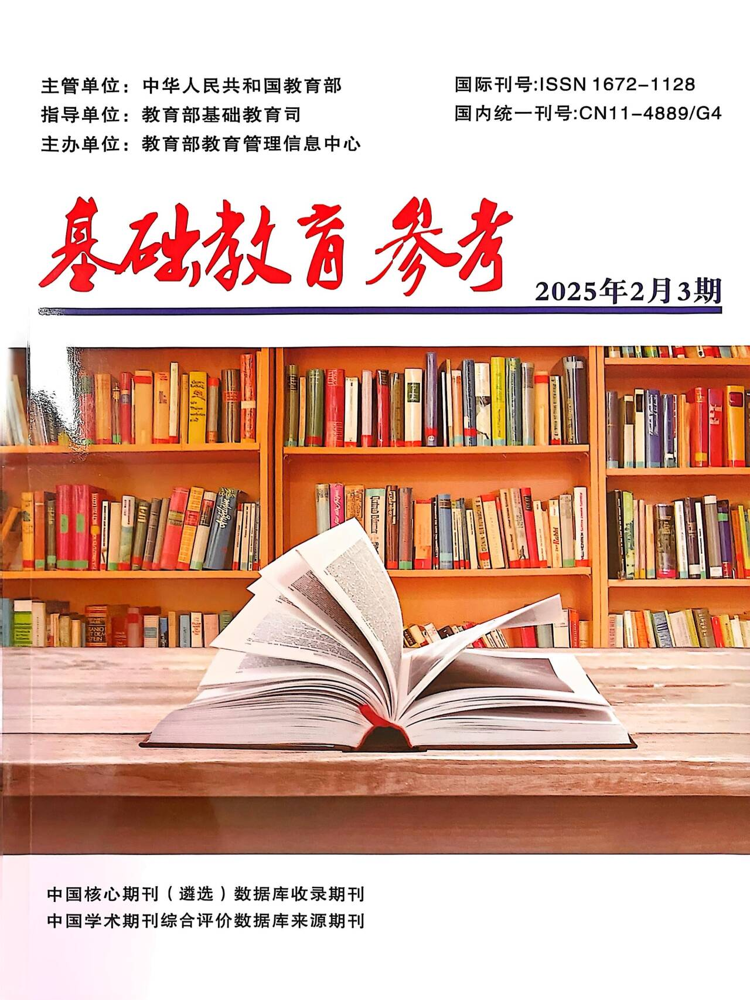 主管单位：中华人民共和国教育部
指导单位：教育部基础教育司
主办单位：教育部教育管理信息中心
国际刊号:ISSN 1672-1128
国内统一刊号:CN11-4889/G4
基础教育参考
2025年2月3期
中国核心期刊（遴选）数据库收录期刊
中国学术期刊综合评价数据库来源期刊